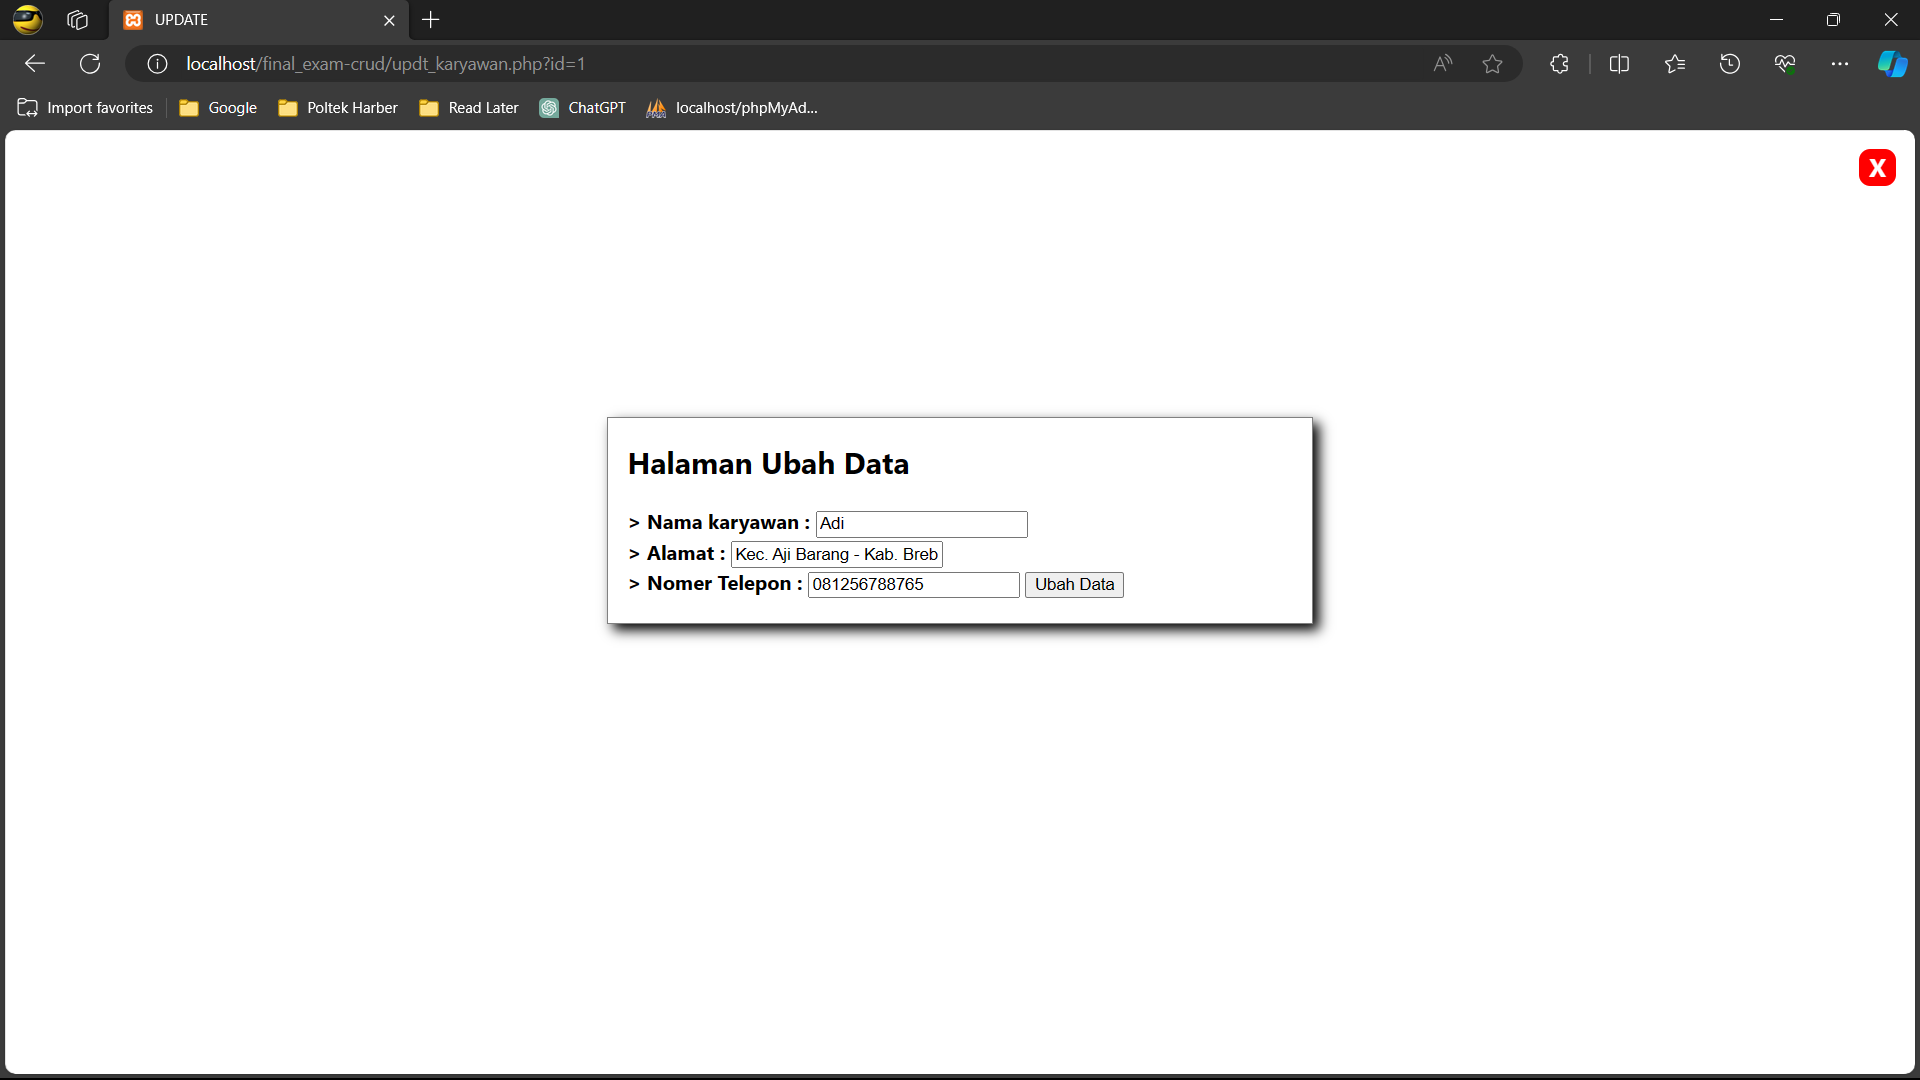 UPDATE
localhost/final_exam-crud/updt_karyawan.php?id=1
Import favorites Google Poltek Harber Read Later ChatGPT localhost/phpMyAd...
X
Halaman Ubah Data
> Nama karyawan : Adi
> Alamat : Kec. Aji Barang - Kab. Breb
> Nomer Telepon : 081256788765 Ubah Data